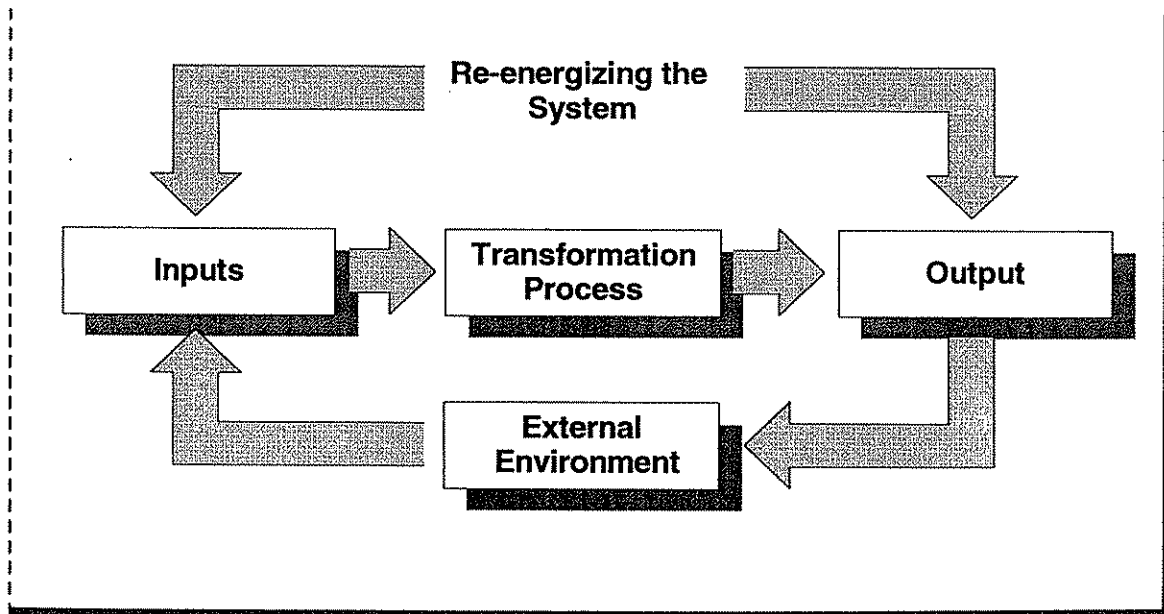 Re-energizing the
System
Inputs
Transformation
Process
Output
External
Environment